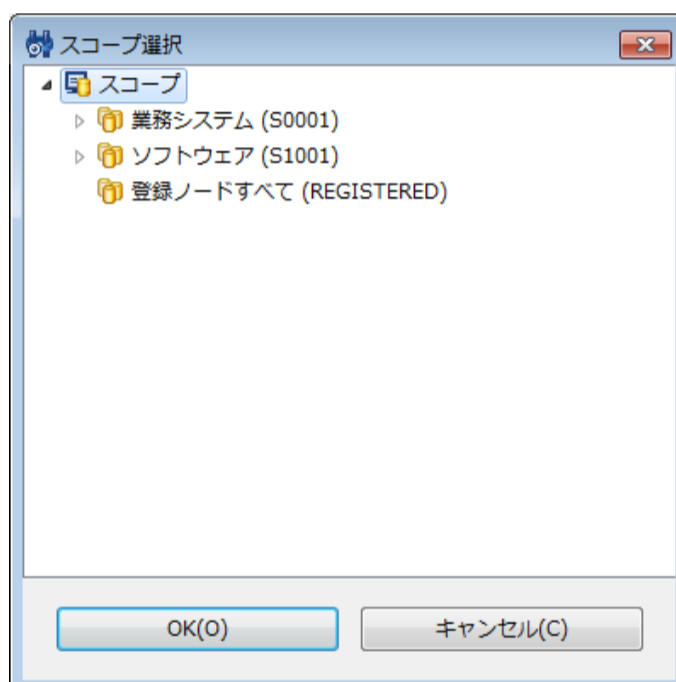 スコープ選択
スコープ
業務システム (S0001)
ソフトウェア (S1001)
登録ノードすべて (REGISTERED)
OK(O)
キャンセル(C)